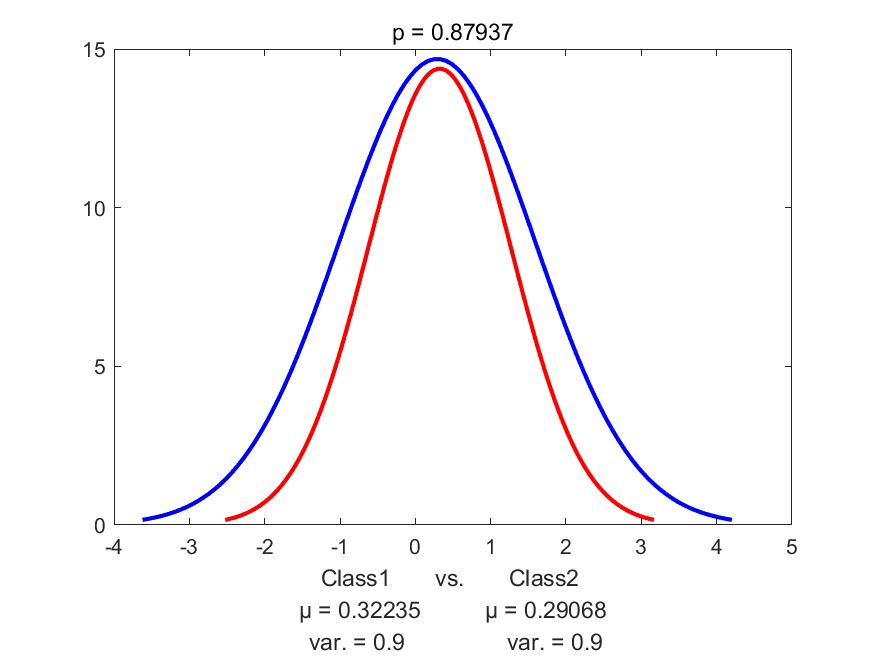 p = 0.87937
15
10
5
0
-4 -3 -2 -1 0 1 2 3 4 5
Class1 vs. Class2
μ = 0.32235 μ = 0.29068
var. = 0.9 var. = 0.9